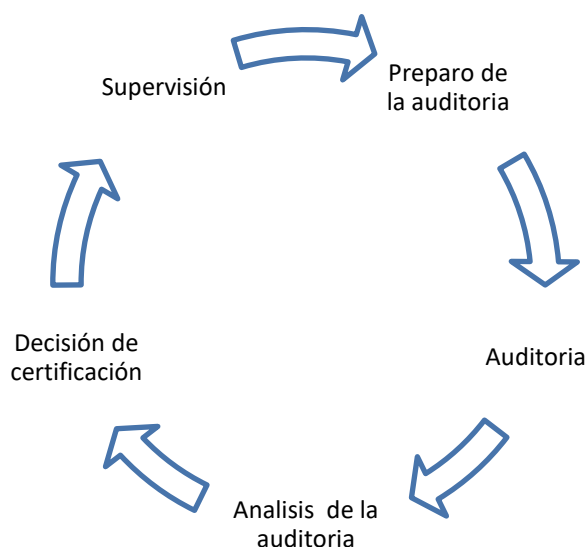 Supervisión
Preparo de
la auditoria
Auditoria
Analisis de la
auditoria
Decisión de
certificación